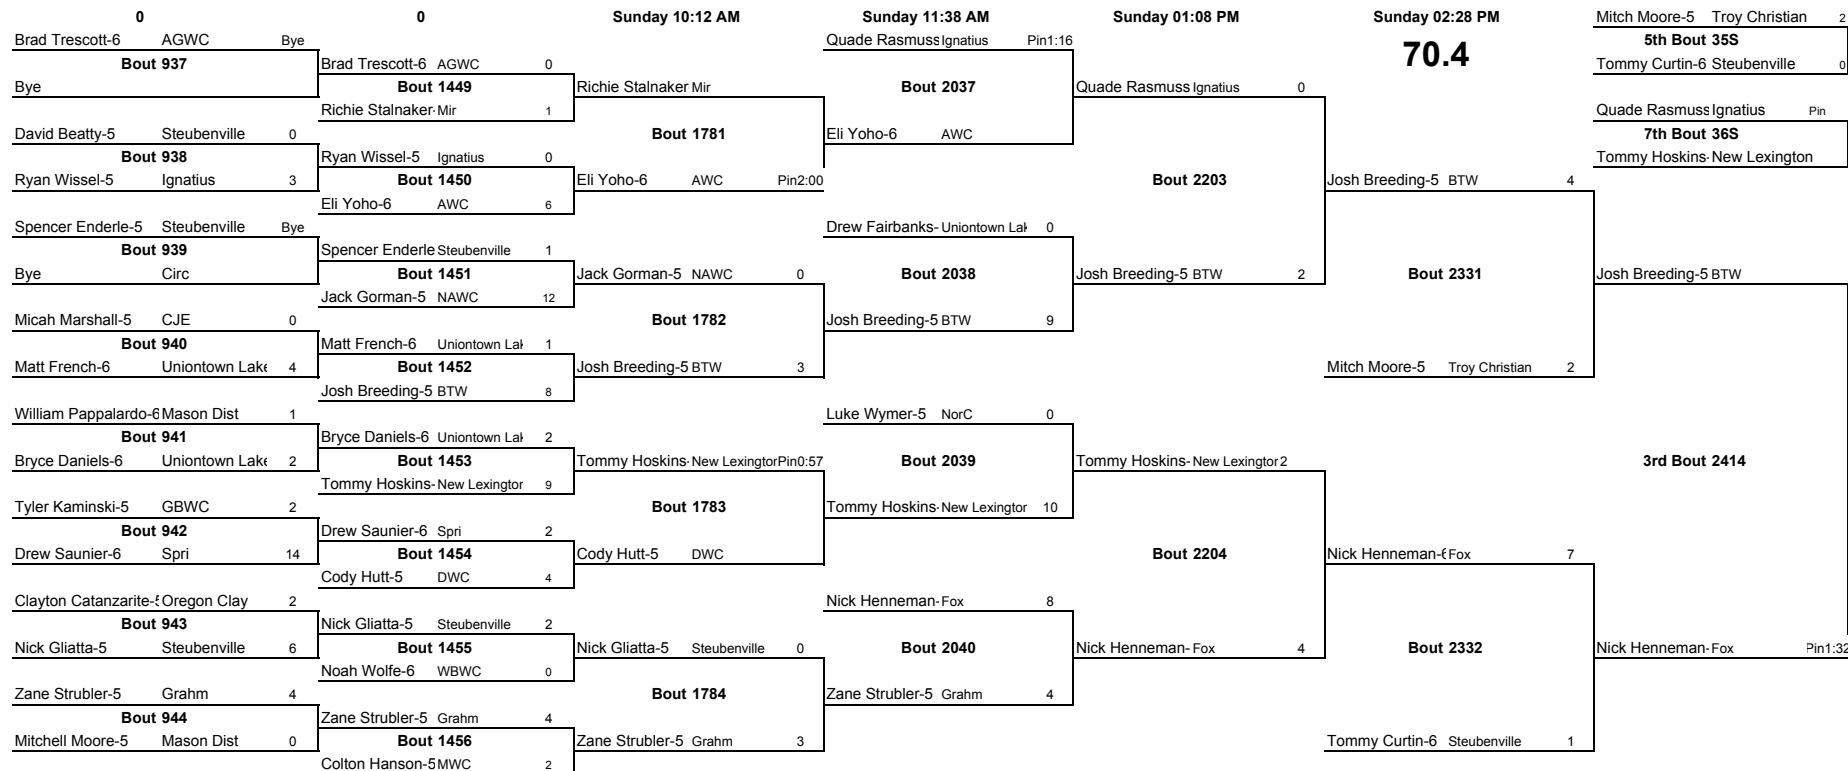 0 0 Sunday 10:12 AM Sunday 11:38 AM Sunday 01:08 PM Sunday 02:28 PM Mitch Moore-5 Troy Christian 2
Brad Trescott-6 AGWC Bye Quade Rasmuss Ignatius Pin1:16 70.4 5th Bout 35S
Bout 937 Brad Trescott-6 AGWC 0 Tommy Curtin-6 Steubenville 0
Bye Bout 1449 Richie Stalnaker Mir Bout 2037 Quade Rasmuss Ignatius 0
Richie Stalnaker- Mir 1 Quade Rasmuss Ignatius Pin
David Beatty-5 Steubenville 0 Bout 1781 Eli Yoho-6 AWC 7th Bout 36S
Bout 938 Ryan Wissel-5 Ignatius 0 Tommy Hoskins- New Lexington
Ryan Wissel-5 Ignatius 3 Bout 1450 Eli Yoho-6 AWC Pin2:00 Bout 2203 Josh Breeding-5 BTW 4
Eli Yoho-6 AWC 6
Spencer Enderle-5 Steubenville Bye Drew Fairbanks- Uniontown Lak 0
Bout 939 Spencer Enderle Steubenville 1
Bye Circ Bout 1451 Jack Gorman-5 NAWC 0 Bout 2038 Josh Breeding-5 BTW 2 Bout 2331 Josh Breeding-5 BTW
Jack Gorman-5 NAWC 12
Micah Marshall-5 CJE 0 Bout 1782 Josh Breeding-5 BTW 9
Bout 940 Matt French-6 Uniontown Lak 1
Matt French-6 Uniontown Lake 4 Bout 1452 Josh Breeding-5 BTW 3 Mitch Moore-5 Troy Christian 2
Josh Breeding-5 BTW 8
William Pappalardo-6 Mason Dist 1 Luke Wymer-5 NorC 0
Bout 941 Bryce Daniels-6 Uniontown Lak 2
Bryce Daniels-6 Uniontown Lake 2 Bout 1453 Tommy Hoskins- New Lexington Pin0:57 Bout 2039 Tommy Hoskins- New Lexington 2 3rd Bout 2414
Tommy Hoskins- New Lexington 9
Tyler Kaminski-5 GBWC 2 Bout 1783 Tommy Hoskins- New Lexington 10
Bout 942 Drew Saunier-6 Spri 2
Drew Saunier-6 Spri 14 Bout 1454 Cody Hutt-5 DWC Bout 2204 Nick Henneman-6 Fox 7
Cody Hutt-5 DWC 4
Clayton Catanzarite-5 Oregon Clay 2 Nick Henneman- Fox 8
Bout 943 Nick Gliatta-5 Steubenville 2
Nick Gliatta-5 Steubenville 6 Bout 1455 Nick Gliatta-5 Steubenville 0 Bout 2040 Nick Henneman- Fox 4 Bout 2332 Nick Henneman- Fox Pin1:32
Noah Wolfe-6 WBWC 0
Zane Strubler-5 Grahm 4 Bout 1784 Zane Strubler-5 Grahm 4
Bout 944 Zane Strubler-5 Grahm 4
Mitchell Moore-5 Mason Dist 0 Bout 1456 Zane Strubler-5 Grahm 3 Tommy Curtin-6 Steubenville 1
Colton Hanson-5 MWC 2